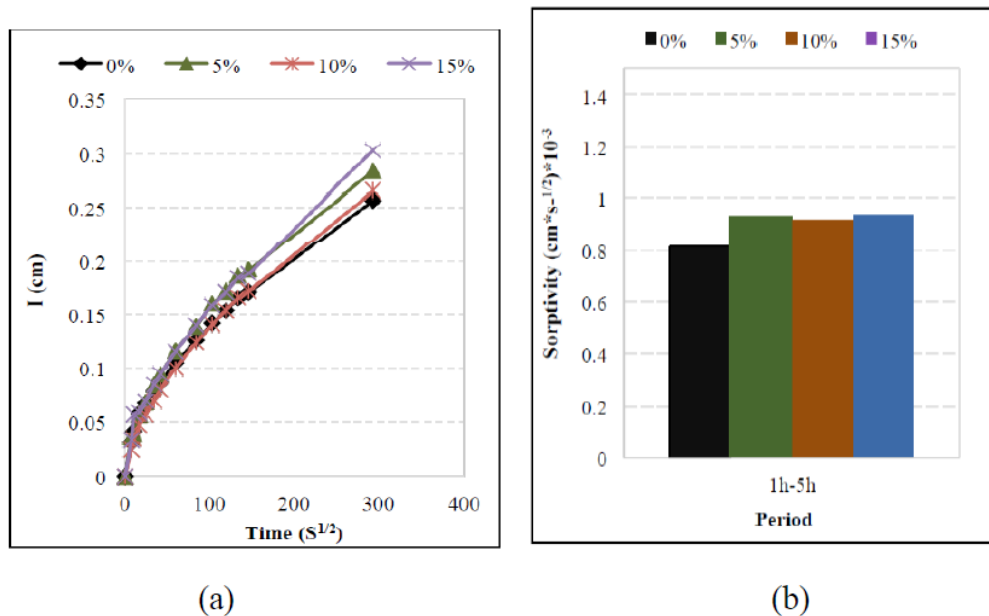 0% 5% 10% 15%
0.35
0.3
0.25
0.2
0.15
0.1
0.05
0
I (cm)
0 100 200 300 400
Time (S^1/2)
(a)
0% 5% 10% 15%
1.4
1.2
1
0.8
0.6
0.4
0.2
0
Sorptivity (cm*s-^1/2)*10^-3
1h-5h
Period
(b)